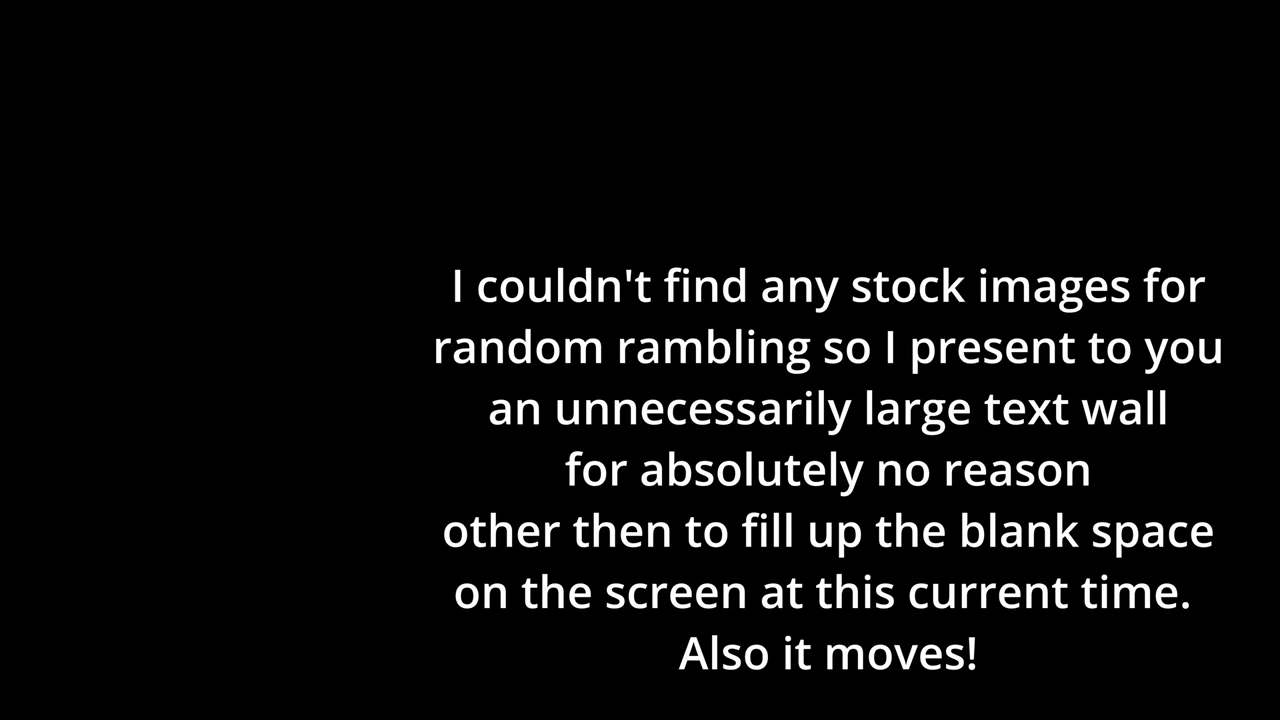 I couldn't find any stock images for
random rambling so I present to you
an unnecessarily large text wall
for absolutely no reason
other then to fill up the blank space
on the screen at this current time.
Also it moves!